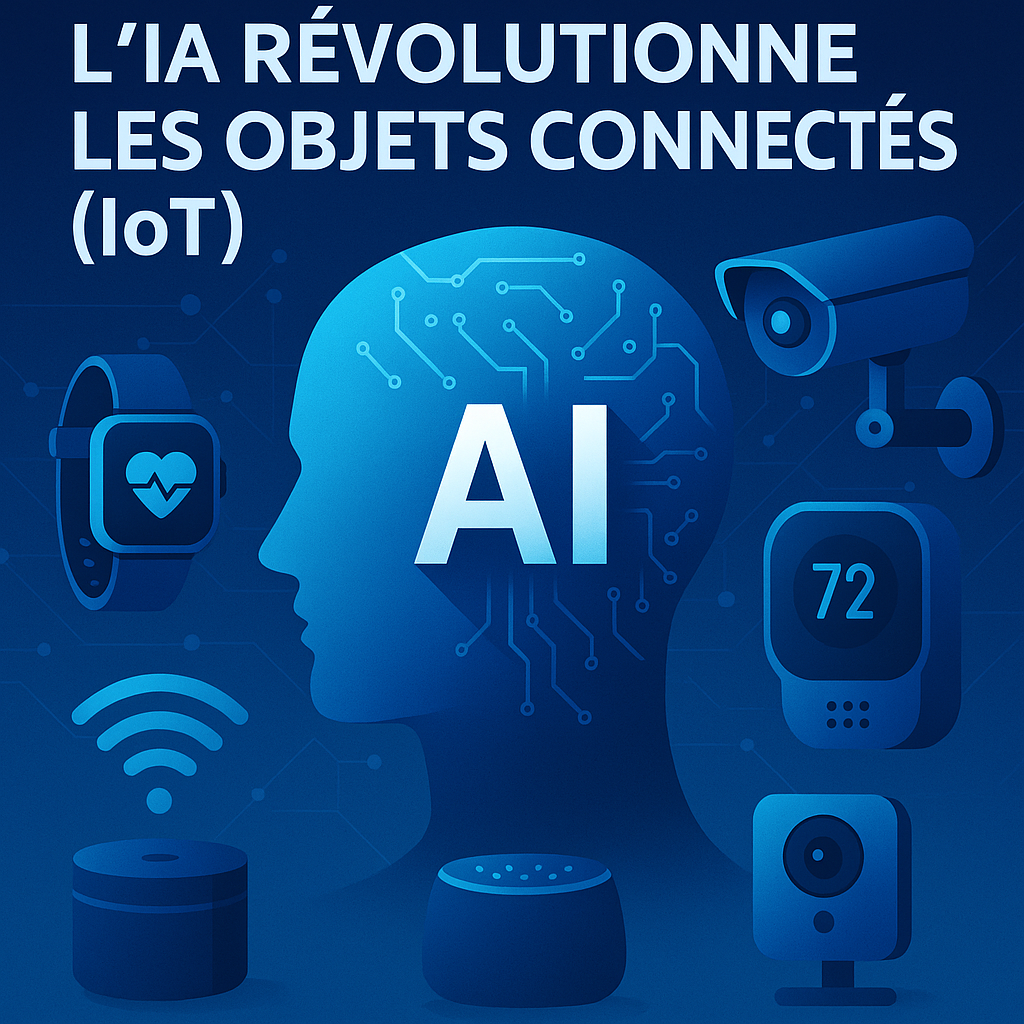 L'IA RÉVOLUTIONNE
LES OBJETS CONNECTÉS
(IoT)
AI
72